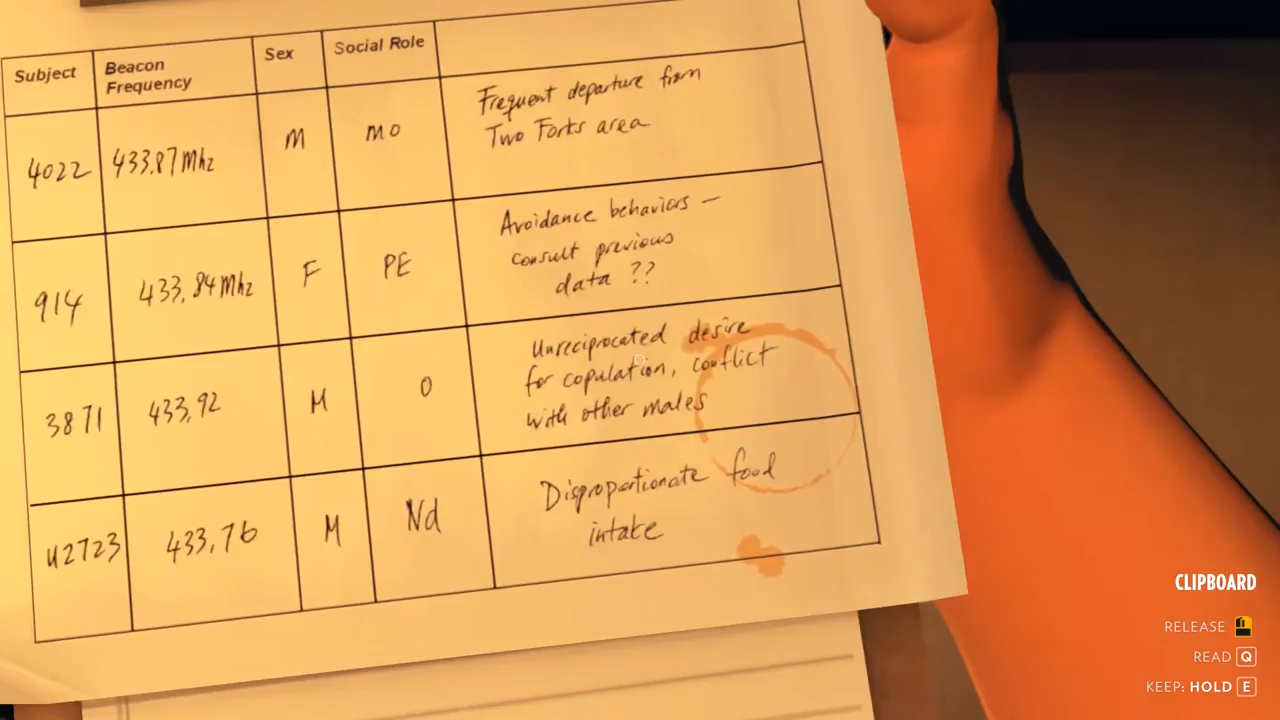 Subject Beacon Frequency Sex Social Role
4022 433.87Mhz M MO Frequent departure from
Two Forks area
914 433.84Mhz F PE Avoidance behaviors —
consult previous
data ??
3871 433.92 M O Unreciprocated desire
for copulation, conflict
with other males
U2723 433.76 M Nd Disproportionate food
intake
CLIPBOARD
RELEASE
READ Q
KEEP: HOLD E